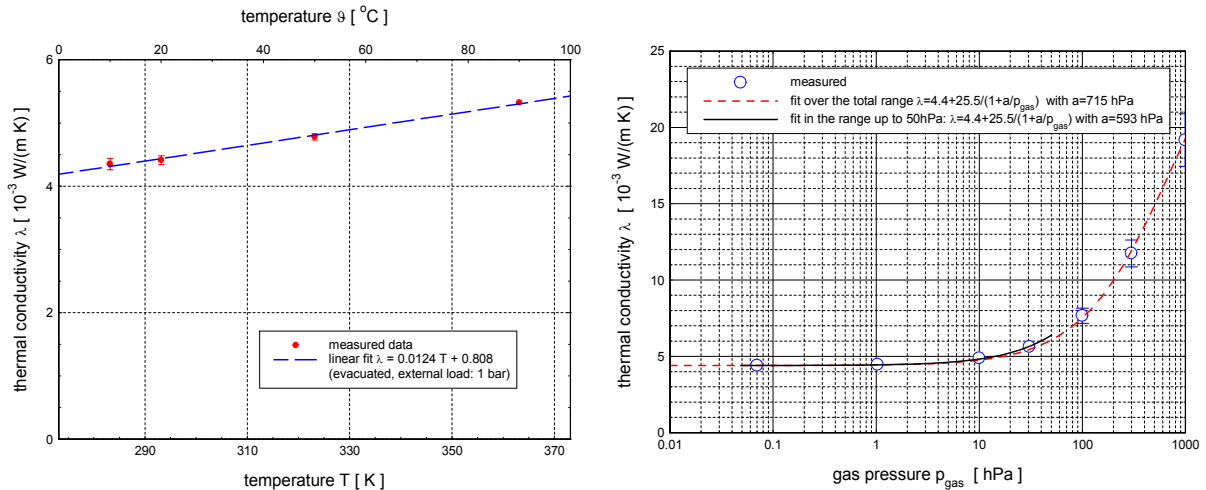 temperature ϑ [ °C]
0 20 40 60 80 100
6
4
2
0
thermal conductivity λ [ 10⁻³ W/(m K) ]
measured data
linear fit λ = 0.0124 T + 0.808
(evacuated, external load: 1 bar)
290 310 330 350 370
temperature T [ K ]
25
20
15
10
5
0
thermal conductivity λ [ 10⁻³ W/(m K) ]
measured
fit over the total range λ=4.4+25.5/(1+a/p_gas) with a=715 hPa
fit in the range up to 50hPa: λ=4.4+25.5/(1+a/p_gas) with a=593 hPa
0.01 0.1 1 10 100 1000
gas pressure p_gas [ hPa]